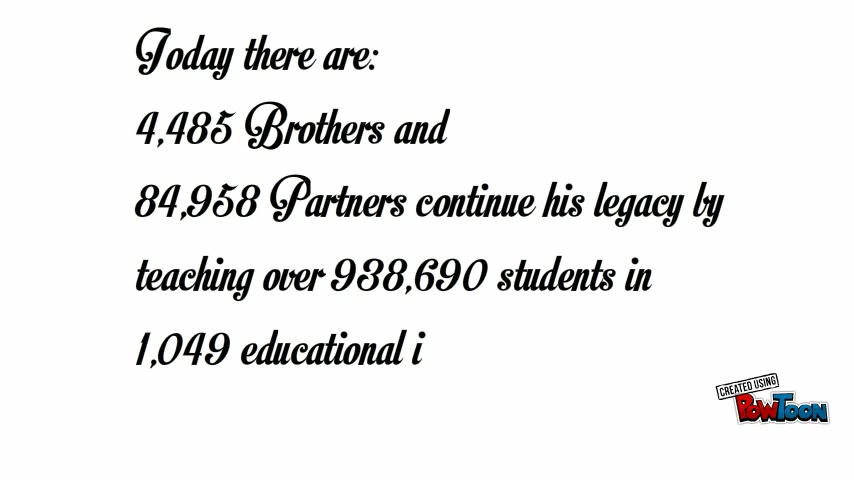 Today there are:
4,485 Brothers and
84,958 Partners continue his legacy by
teaching over 938,690 students in
1,049 educational i
CREATED USING
POWTOON